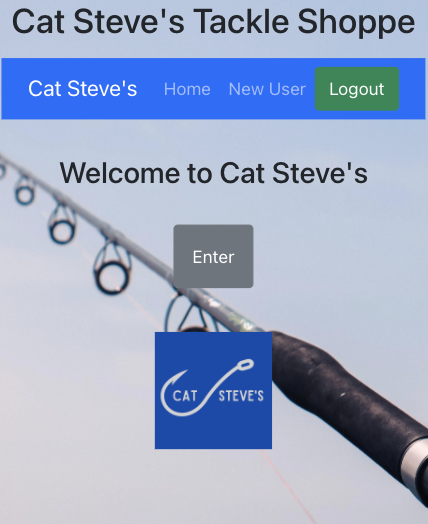 Cat Steve's Tackle Shoppe
Cat Steve's Home New User Logout
Welcome to Cat Steve's
Enter
CAT STEVE'S